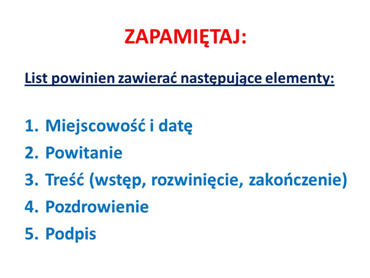 ZAPAMIĘTAJ:
List powinien zawierać następujące elementy:
1. Miejscowość i datę
2. Powitanie
3. Treść (wstęp, rozwinięcie, zakończenie)
4. Pozdrowienie
5. Podpis